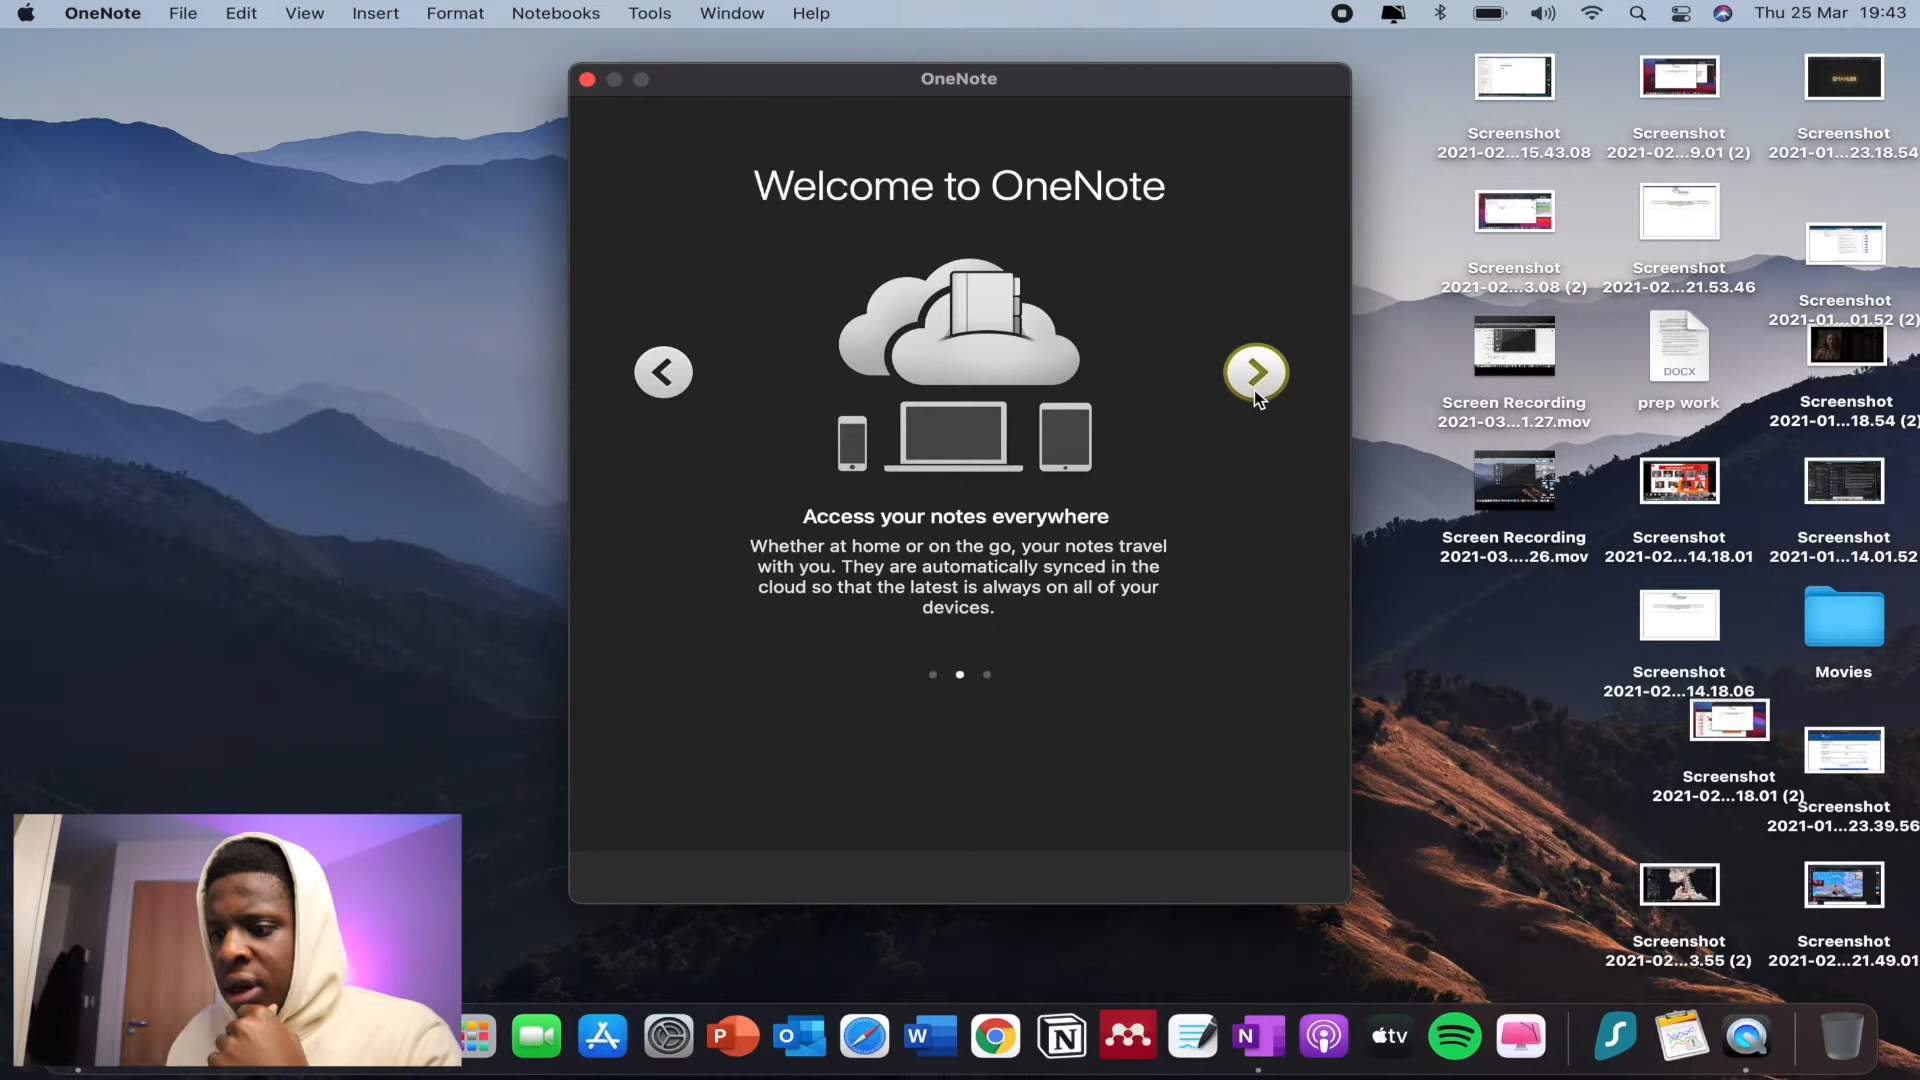 OneNote File Edit View Insert Format Notebooks Tools Window Help Thu 25 Mar 19:43
OneNote
Welcome to OneNote
Access your notes everywhere
Whether at home or on the go, your notes travel
with you. They are automatically synced in the
cloud so that the latest is always on all of your
devices.
Screenshot
2021-02...15.43.08
Screenshot
2021-02...9.01 (2)
Screenshot
2021-01...23.18.54
Screenshot
2021-02...3.08 (2)
Screenshot
2021-02...21.53.46
Screenshot
2021-01...01.52 (2)
Screen Recording
2021-03...1.27.mov
DOCX
prep work
Screenshot
2021-01...18.54 (2)
Screen Recording
2021-03....26.mov
Screenshot
2021-02...14.18.01
Screenshot
2021-01...14.01.52
Screenshot
2021-02...14.18.06
Movies
Screenshot
2021-02...18.01 (2)
Screenshot
2021-01...23.39.56
Screenshot
2021-02...3.55 (2)
Screenshot
2021-02...21.49.01
P O W N N tv S